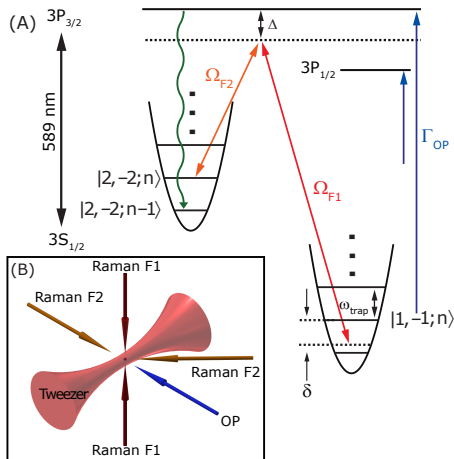 (A)
3P3/2
Δ
3P1/2
589 nm
ΩF2
ΓOP
|2,-2;n⟩
ΩF1
|2,-2;n−1⟩
3S1/2
ωtrap
|1,-1;n⟩
δ
(B)
Raman F1
Raman F2
Raman F2
Tweezer
OP
Raman F1